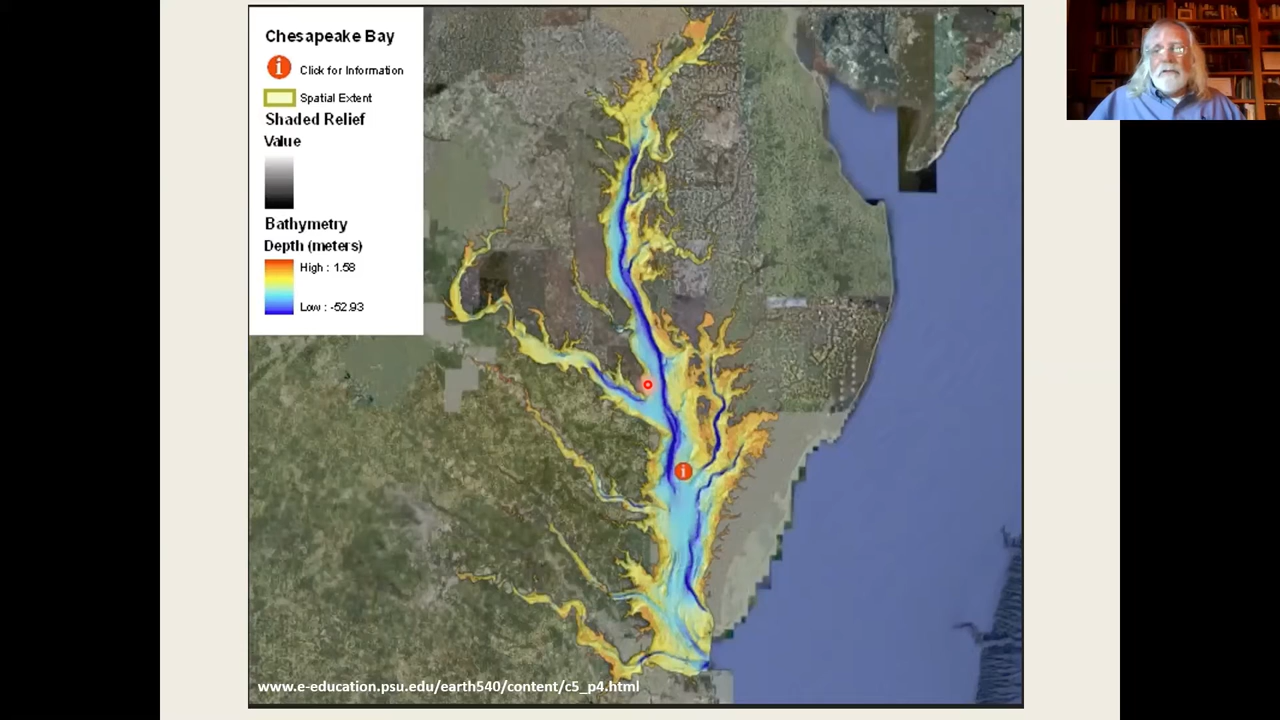 Chesapeake Bay
i Click for Information
Spatial Extent
Shaded Relief
Value
Bathymetry
Depth (meters)
High : 1.58
Low : -52.93
i
www.e-education.psu.edu/earth540/content/c5_p4.html